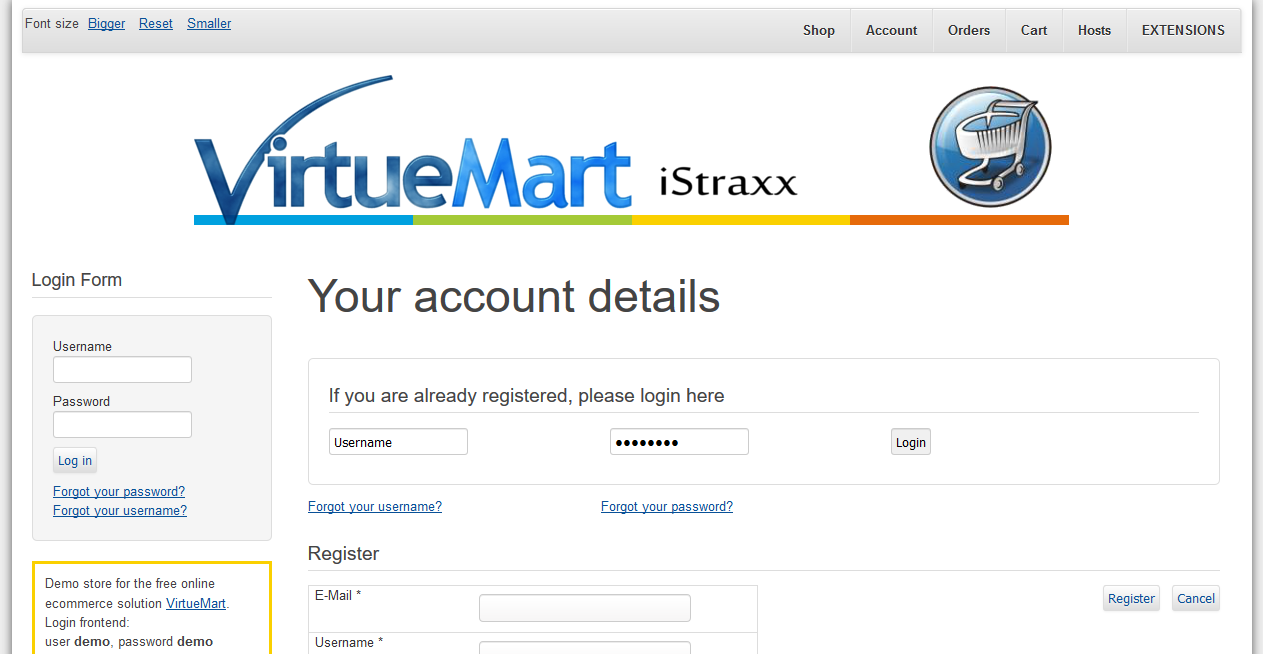 Font size Bigger Reset Smaller
Shop Account Orders Cart Hosts EXTENSIONS
VirtueMart iStraxx
Login Form
Username
Password
Log in
Forgot your password?
Forgot your username?
Demo store for the free online
ecommerce solution VirtueMart.
Login frontend:
user demo, password demo
Your account details
If you are already registered, please login here
Username ●●●●●●●● Login
Forgot your username? Forgot your password?
Register
E-Mail *
Register Cancel
Username *